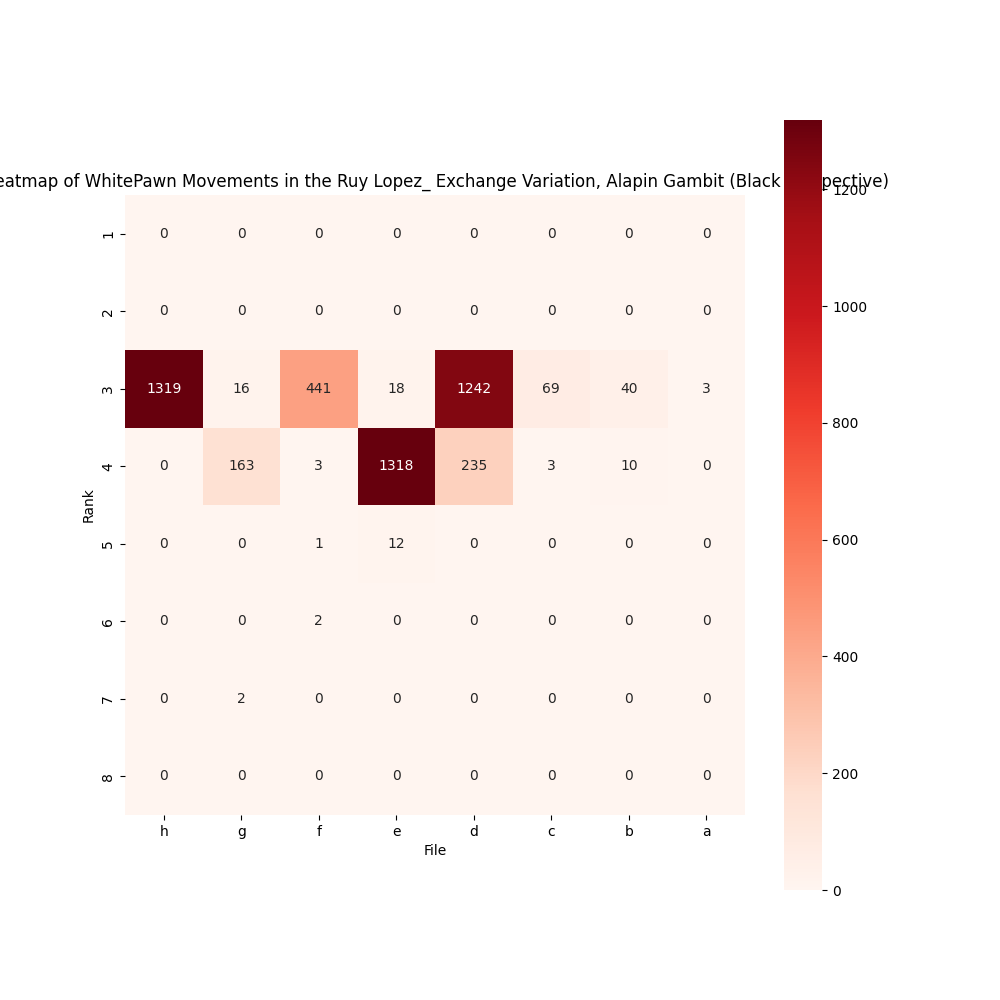 eatmap of WhitePawn Movements in the Ruy Lopez_ Exchange Variation, Alapin Gambit (Black pective)
1200
1 0 0 0 0 0 0 0 0
2 0 0 0 0 0 0 0 0
1000
3 1319 16 441 18 1242 69 40 3
800
4 0 163 3 1318 235 3 10 0
Rank
5 0 0 1 12 0 0 0 0
600
6 0 0 2 0 0 0 0 0
400
7 0 2 0 0 0 0 0 0
200
8 0 0 0 0 0 0 0 0
h g f e d c b a
File
0